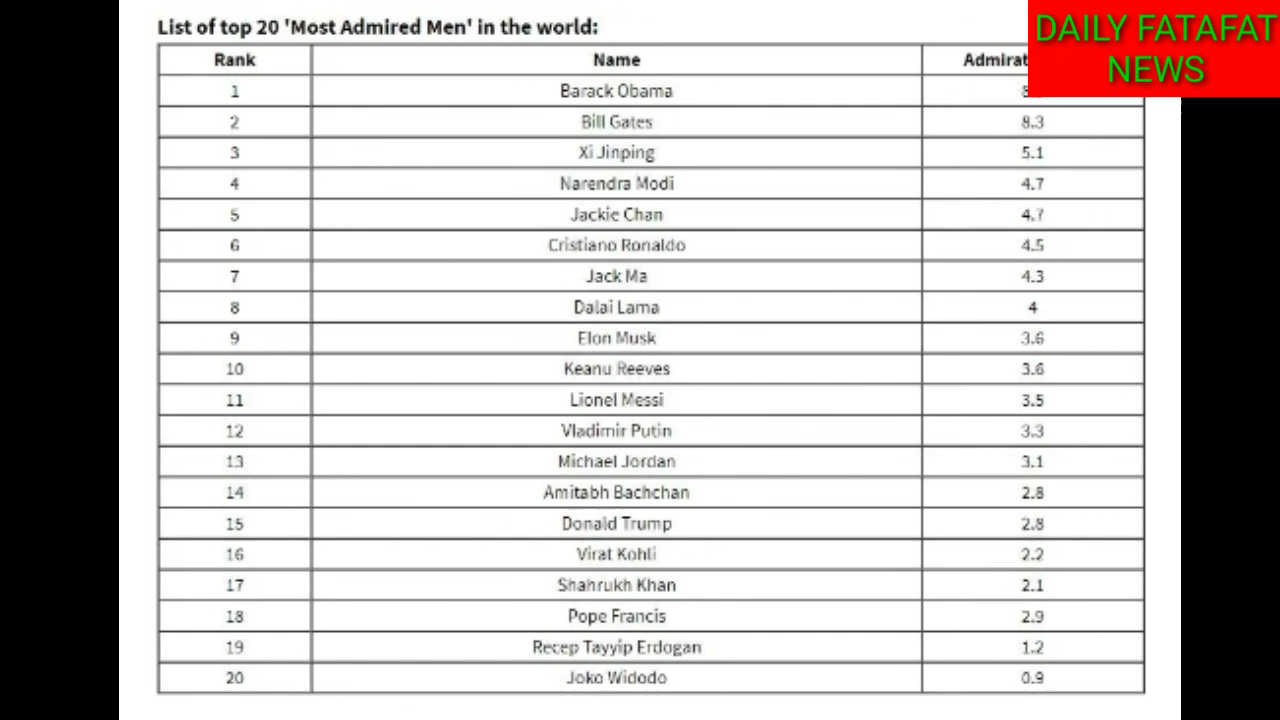 List of top 20 'Most Admired Men' in the world:
DAILY FATAFAT
NEWS
Rank Name
1 Barack Obama
2 Bill Gates 8.3
3 Xi Jinping 5.1
4 Narendra Modi 4.7
5 Jackie Chan 4.7
6 Cristiano Ronaldo 4.5
7 Jack Ma 4.3
8 Dalai Lama 4
9 Elon Musk 3.6
10 Keanu Reeves 3.6
11 Lionel Messi 3.5
12 Vladimir Putin 3.3
13 Michael Jordan 3.1
14 Amitabh Bachchan 2.8
15 Donald Trump 2.8
16 Virat Kohli 2.2
17 Shahrukh Khan 2.1
18 Pope Francis 2.9
19 Recep Tayyip Erdogan 1.2
20 Joko Widodo 0.9